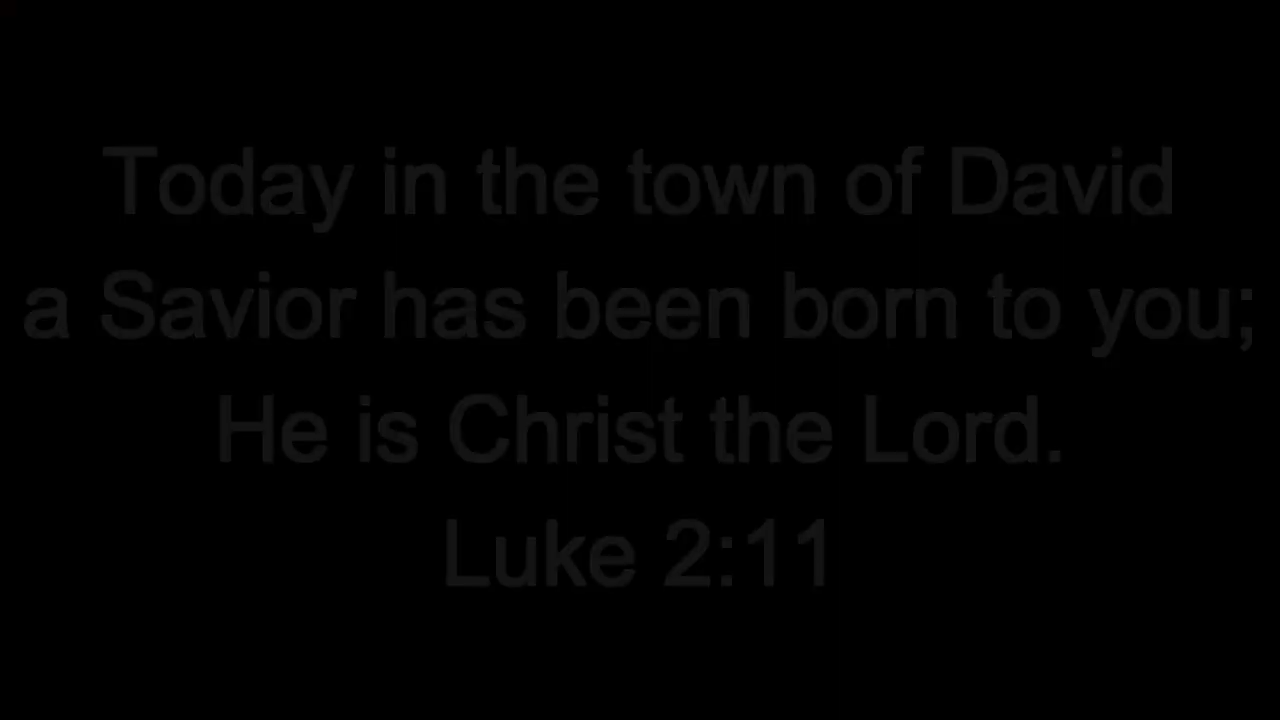 Today in the town of David
a Savior has been born to you;
He is Christ the Lord.
Luke 2:11